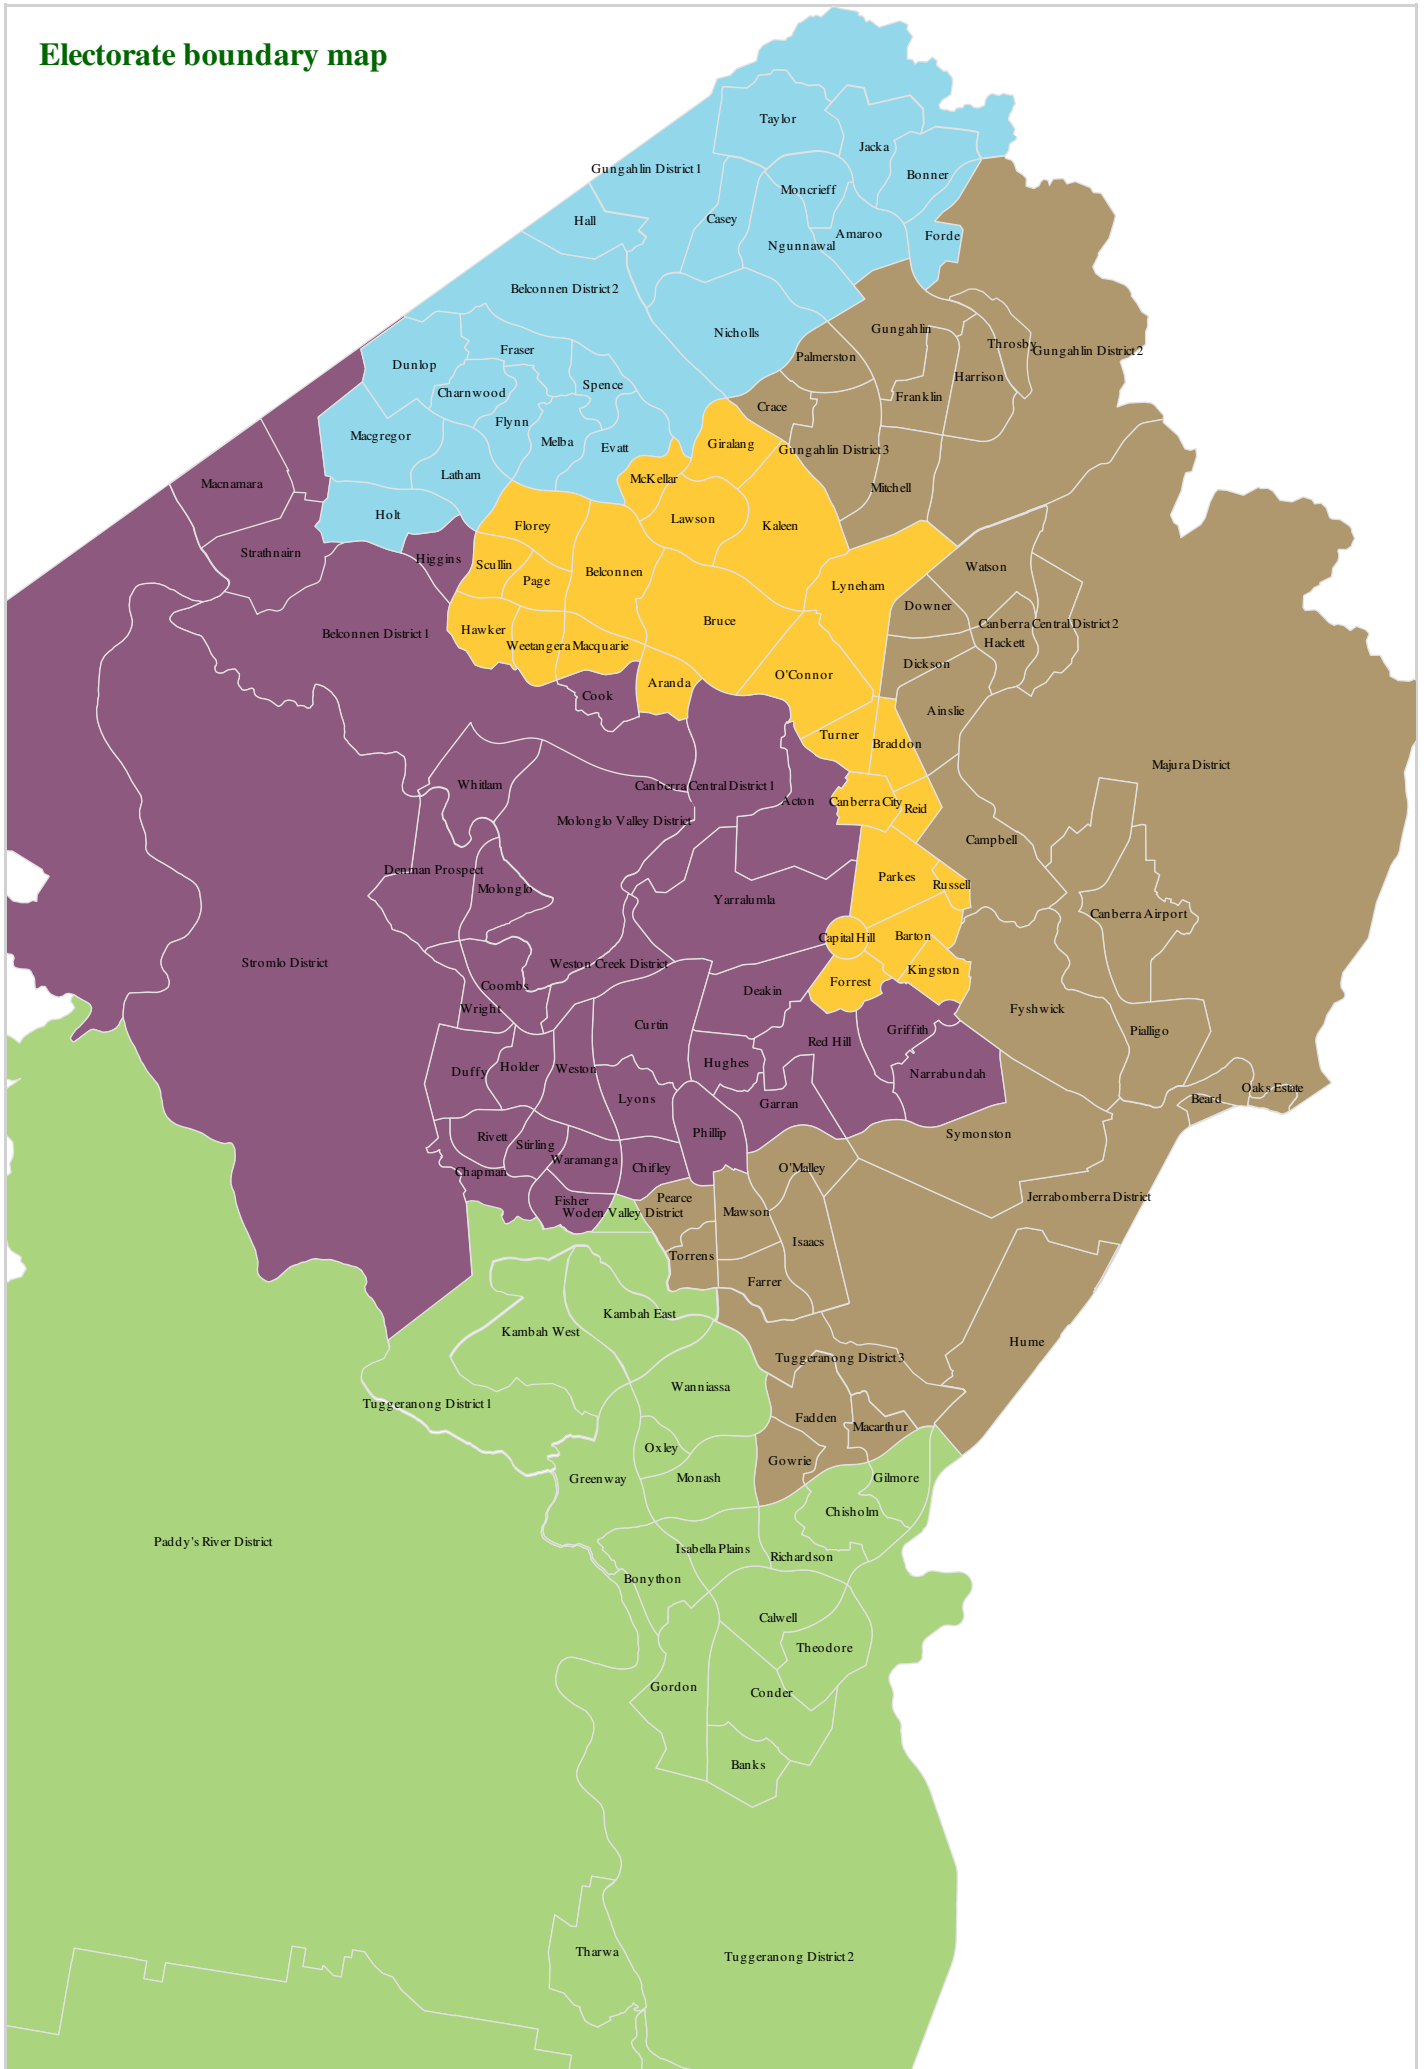 Electorate boundary map
Taylor
Jacka
Gungahlin District 1
Bonner
Moncrieff
Hall
Casey
Amaroo
Forde
Ngunnawal
Belconnen District 2
Nicholls
Gungahlin
Throsby
Gungahlin District 2
Fraser
Palmerston
Dunlop
Harrison
Spence
Charnwood
Franklin
Crace
Flynn
Macgregor
Melba
Evatt
Giralang
Gungahlin District 3
Latham
McKellar
Macnamara
Mitchell
Holt
Lawson
Florey
Kaleen
Strathnairn
Higgins
Scullin
Watson
Belconnen
Page
Lyneham
Downer
Bruce
Canberra Central District 2
Hawker
Belconnen District 1
Weetangera
Macquarie
Hackett
Dickson
O'Connor
Aranda
Cook
Ainslie
Turner
Braddon
Majura District
Whitlam
Canberra Central District 1
Acton
Canberra City
Reid
Molonglo Valley District
Campbell
Denman Prospect
Parkes
Russell
Molonglo
Yarralumla
Canberra Airport
Capital Hill
Barton
Stromlo District
Weston Creek District
Kingston
Coombs
Deakin
Forrest
Wright
Fyshwick
Curtin
Griffith
Pialligo
Red Hill
Hughes
Holder
Weston
Duffy
Narrabundah
Oaks Estate
Lyons
Beard
Garran
Phillip
Symonston
Rivett
Stirling
Waramanga
Chifley
O'Malley
Chapman
Pearce
Jerrabomberra District
Fisher
Woden Valley District
Mawson
Isaacs
Torrens
Farrer
Kambah East
Kambah West
Hume
Tuggeranong District 3
Wanniassa
Tuggeranong District 1
Fadden
Macarthur
Oxley
Gowrie
Greenway
Monash
Gilmore
Chisholm
Paddy's River District
Isabella Plains
Richardson
Bonython
Calwell
Theodore
Gordon
Conder
Banks
Tharwa
Tuggeranong District 2